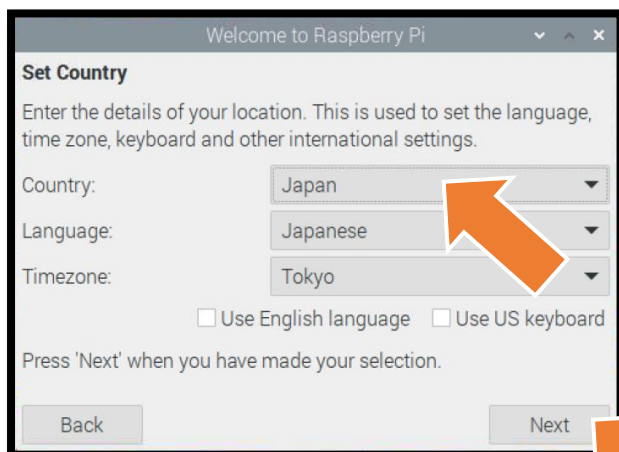 Welcome to Raspberry Pi
Set Country
Enter the details of your location. This is used to set the language,
time zone, keyboard and other international settings.
Country: Japan
Language: Japanese
Timezone: Tokyo
Use English language Use US keyboard
Press 'Next' when you have made your selection.
Back Next